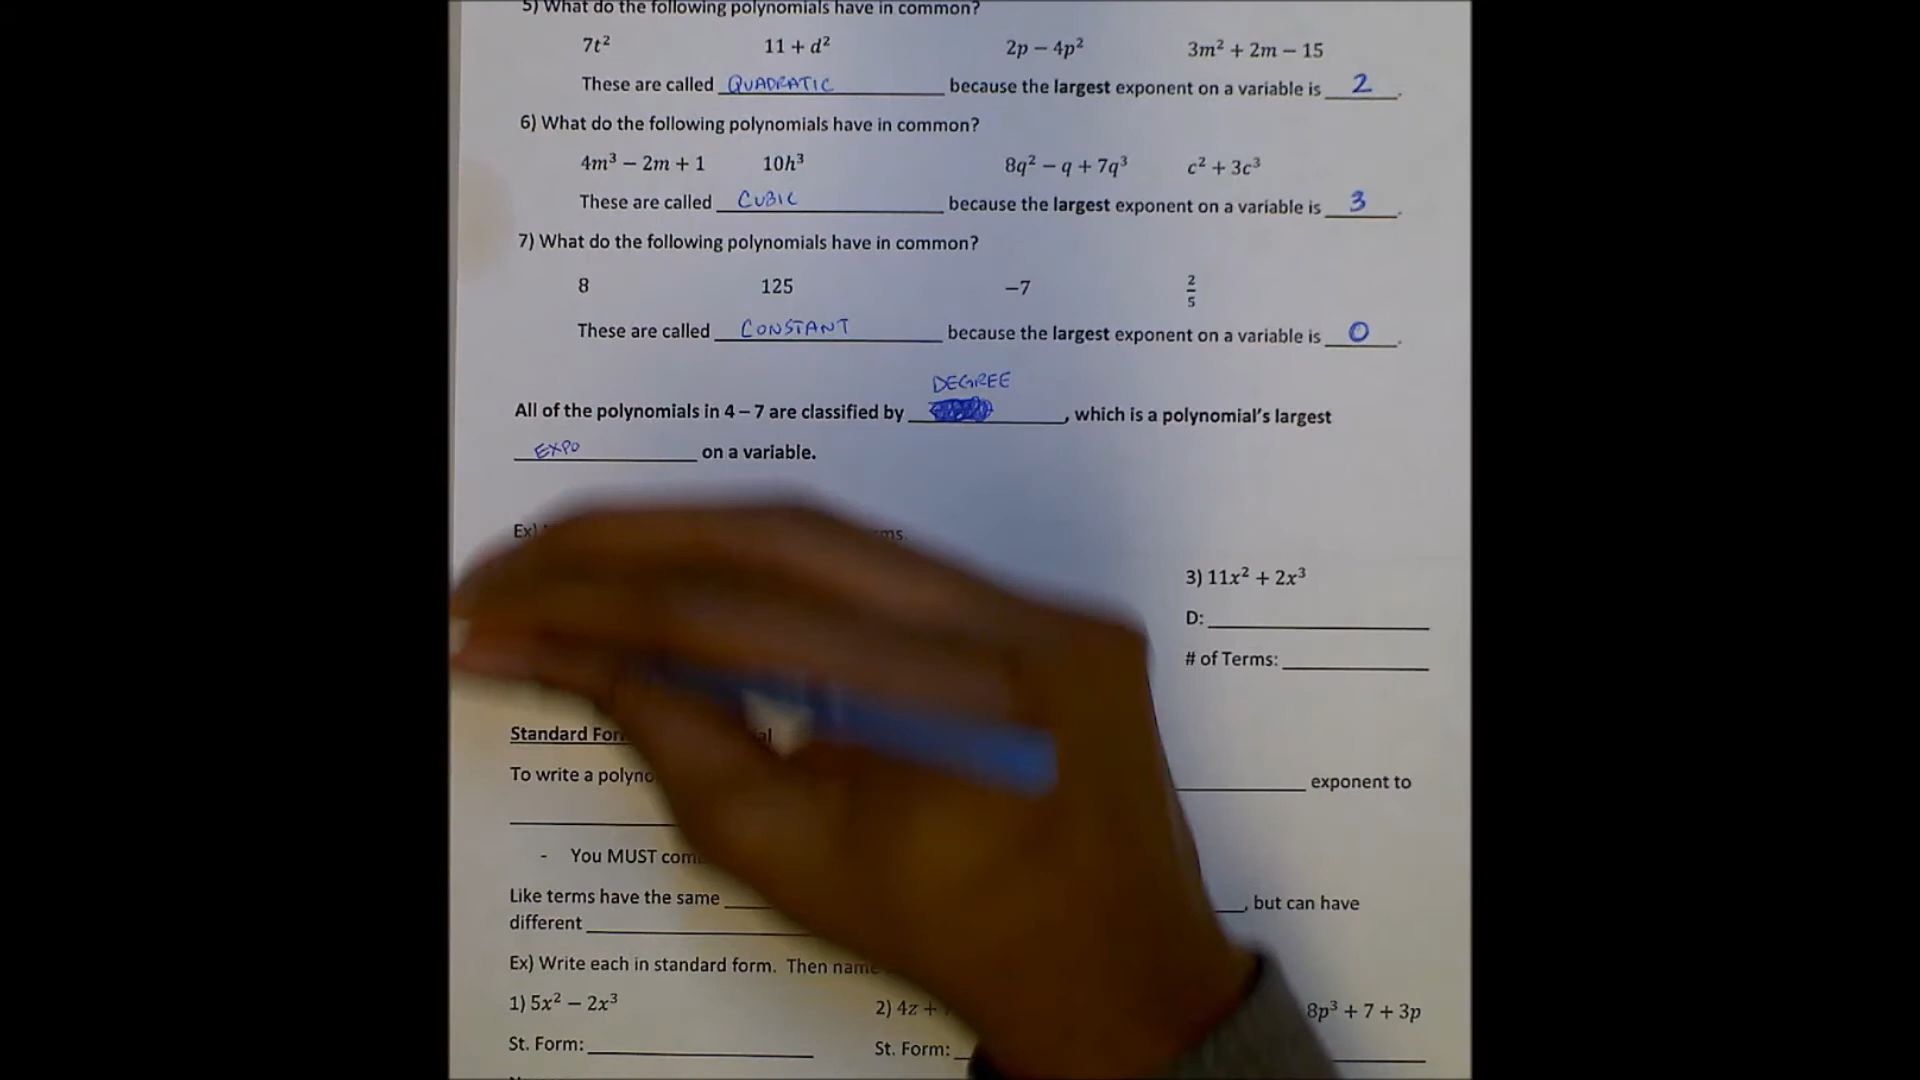 5) What do the following polynomials have in common?
7t² 11 + d² 2p − 4p² 3m² + 2m − 15
These are called QUADRATIC because the largest exponent on a variable is 2.
6) What do the following polynomials have in common?
4m³ − 2m + 1 10h³ 8q² − q + 7q³ c² + 3c³
These are called CUBIC because the largest exponent on a variable is 3.
7) What do the following polynomials have in common?
8 125 −7 2/5
These are called CONSTANT because the largest exponent on a variable is 0.
DEGREE
All of the polynomials in 4 – 7 are classified by , which is a polynomial's largest
EXPO on a variable.
Ex)
3) 11x² + 2x³
D:
# of Terms:
Standard
To write a exponent to
- You MUST
Like terms have the same , but can have
different
Ex) Write each in standard form. Then name
1) 5x² − 2x³ 2) 4z + 8p³ + 7 + 3p
St. Form: St. Form: